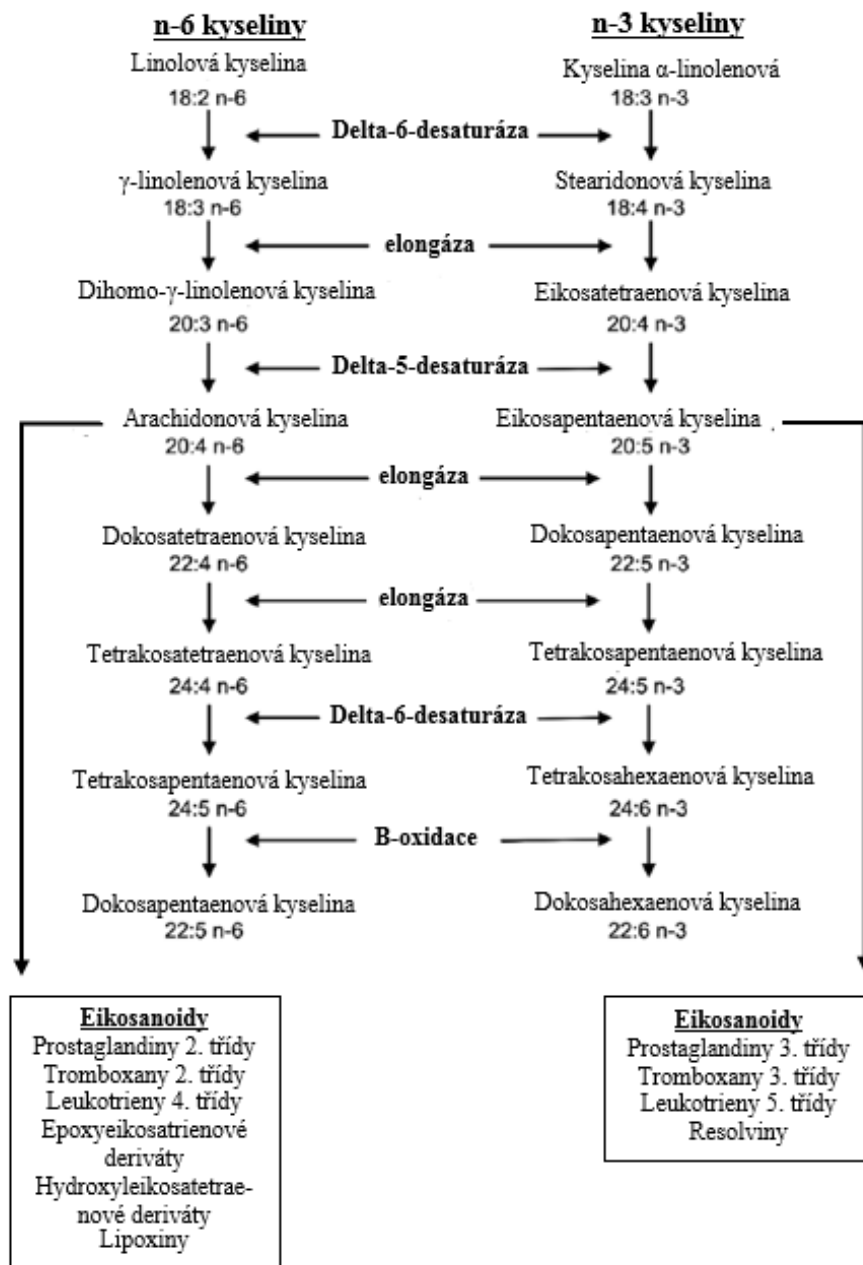 n-6 kyseliny
n-3 kyseliny
Linolová kyselina
18:2 n-6
Kyselina α-linolenová
18:3 n-3
Delta-6-desaturáza
γ-linolenová kyselina
18:3 n-6
Stearidonová kyselina
18:4 n-3
elongáza
Dihomo-γ-linolenová kyselina
20:3 n-6
Eikosatetraenová kyselina
20:4 n-3
Delta-5-desaturáza
Arachidonová kyselina
20:4 n-6
Eikosapentaenová kyselina
20:5 n-3
elongáza
Dokosatetraenová kyselina
22:4 n-6
Dokosapentaenová kyselina
22:5 n-3
elongáza
Tetrakosatetraenová kyselina
24:4 n-6
Tetrakosapentaenová kyselina
24:5 n-3
Delta-6-desaturáza
Tetrakosapentaenová kyselina
24:5 n-6
Tetrakosahexaenová kyselina
24:6 n-3
B-oxidace
Dokosapentaenová kyselina
22:5 n-6
Dokosahexaenová kyselina
22:6 n-3
Eikosanoidy
Prostaglandiny 2. třídy
Tromboxany 2. třídy
Leukotrieny 4. třídy
Epoxyeikosatrienové
deriváty
Hydroxyleikosatetrae-
nové deriváty
Lipoxiny
Eikosanoidy
Prostaglandiny 3. třídy
Tromboxany 3. třídy
Leukotrieny 5. třídy
Resolviny